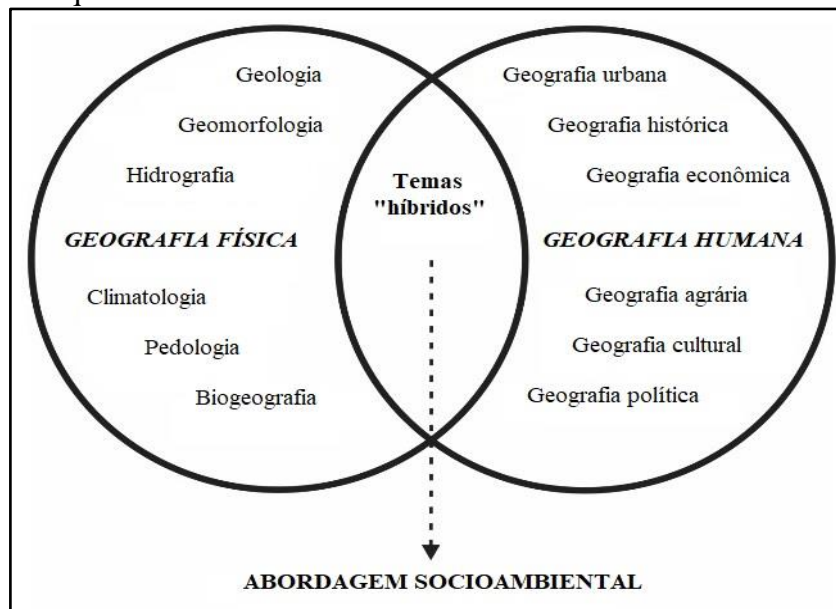 Geologia
Geomorfologia
Hidrografia
GEOGRAFIA FÍSICA
Climatologia
Pedologia
Biogeografia
Temas
"híbridos"
Geografia urbana
Geografia histórica
Geografia econômica
GEOGRAFIA HUMANA
Geografia agrária
Geografia cultural
Geografia política
ABORDAGEM SOCIOAMBIENTAL